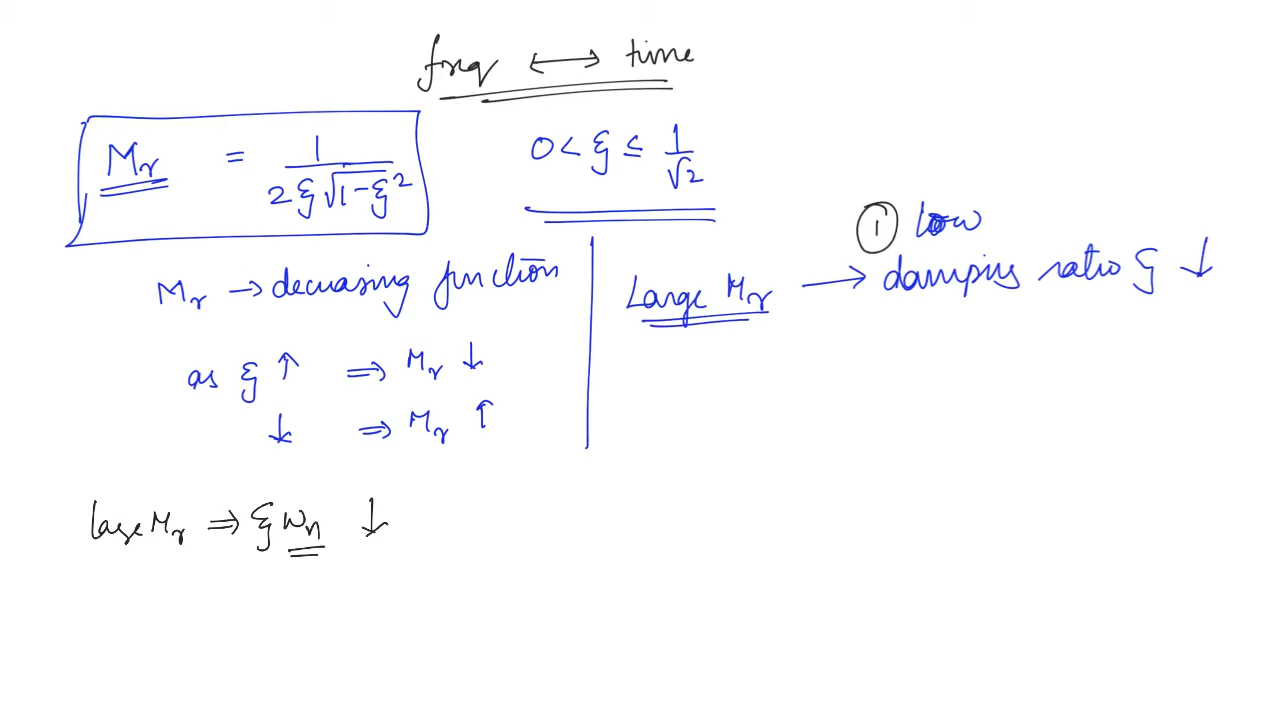 freq ⟷ time
Mr = 1 / (2ξ√(1-ξ²))
0 < ξ ≤ 1/√2
Mr → decreasing function
as ξ ↑ ⇒ Mr ↓
↓ ⇒ Mr ↑
① low
Large Mr → damping ratio ξ ↓
large Mr ⇒ ξ ωn ↓